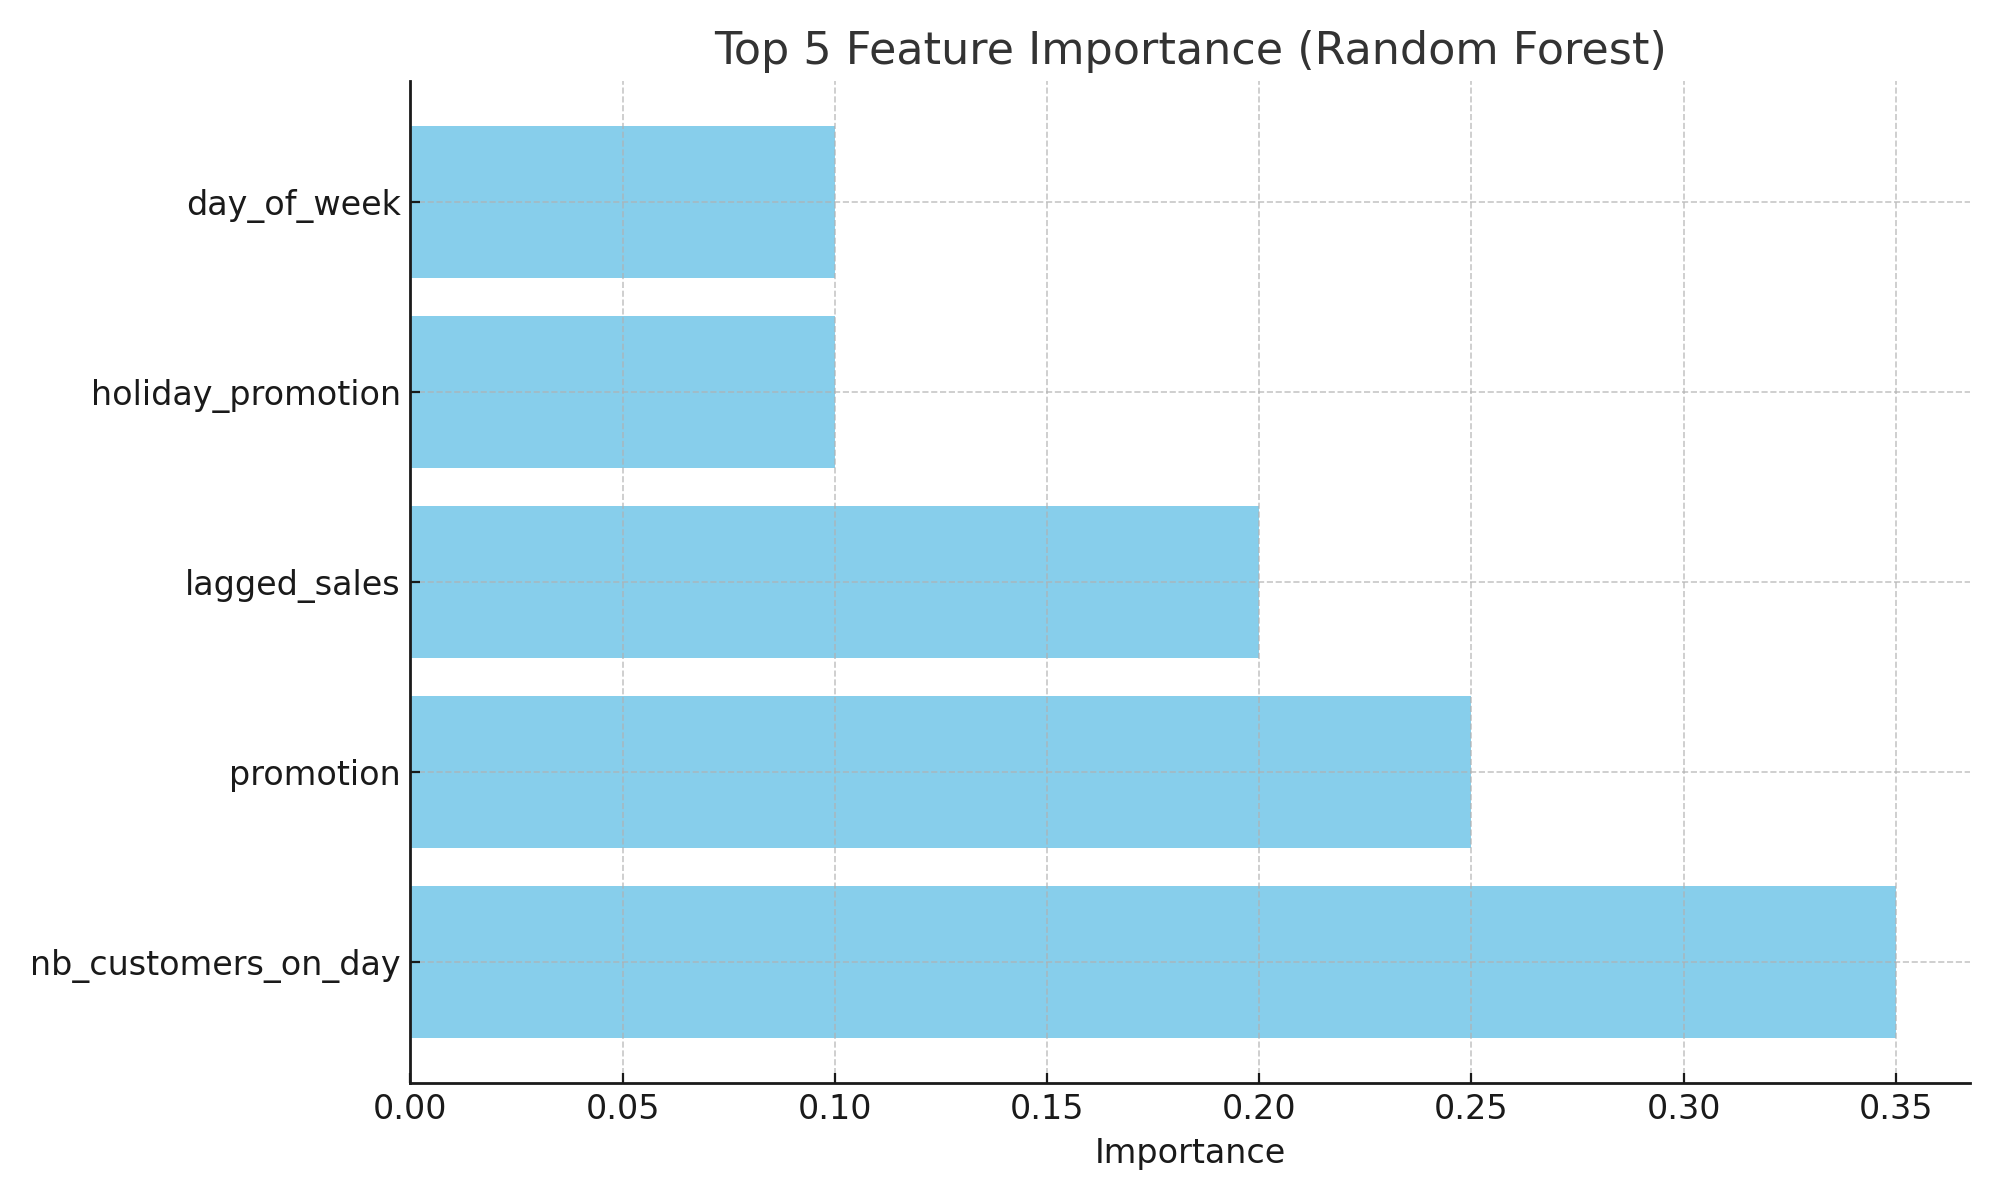 Top 5 Feature Importance (Random Forest)
day_of_week
holiday_promotion
lagged_sales
promotion
nb_customers_on_day
0.00 0.05 0.10 0.15 0.20 0.25 0.30 0.35
Importance